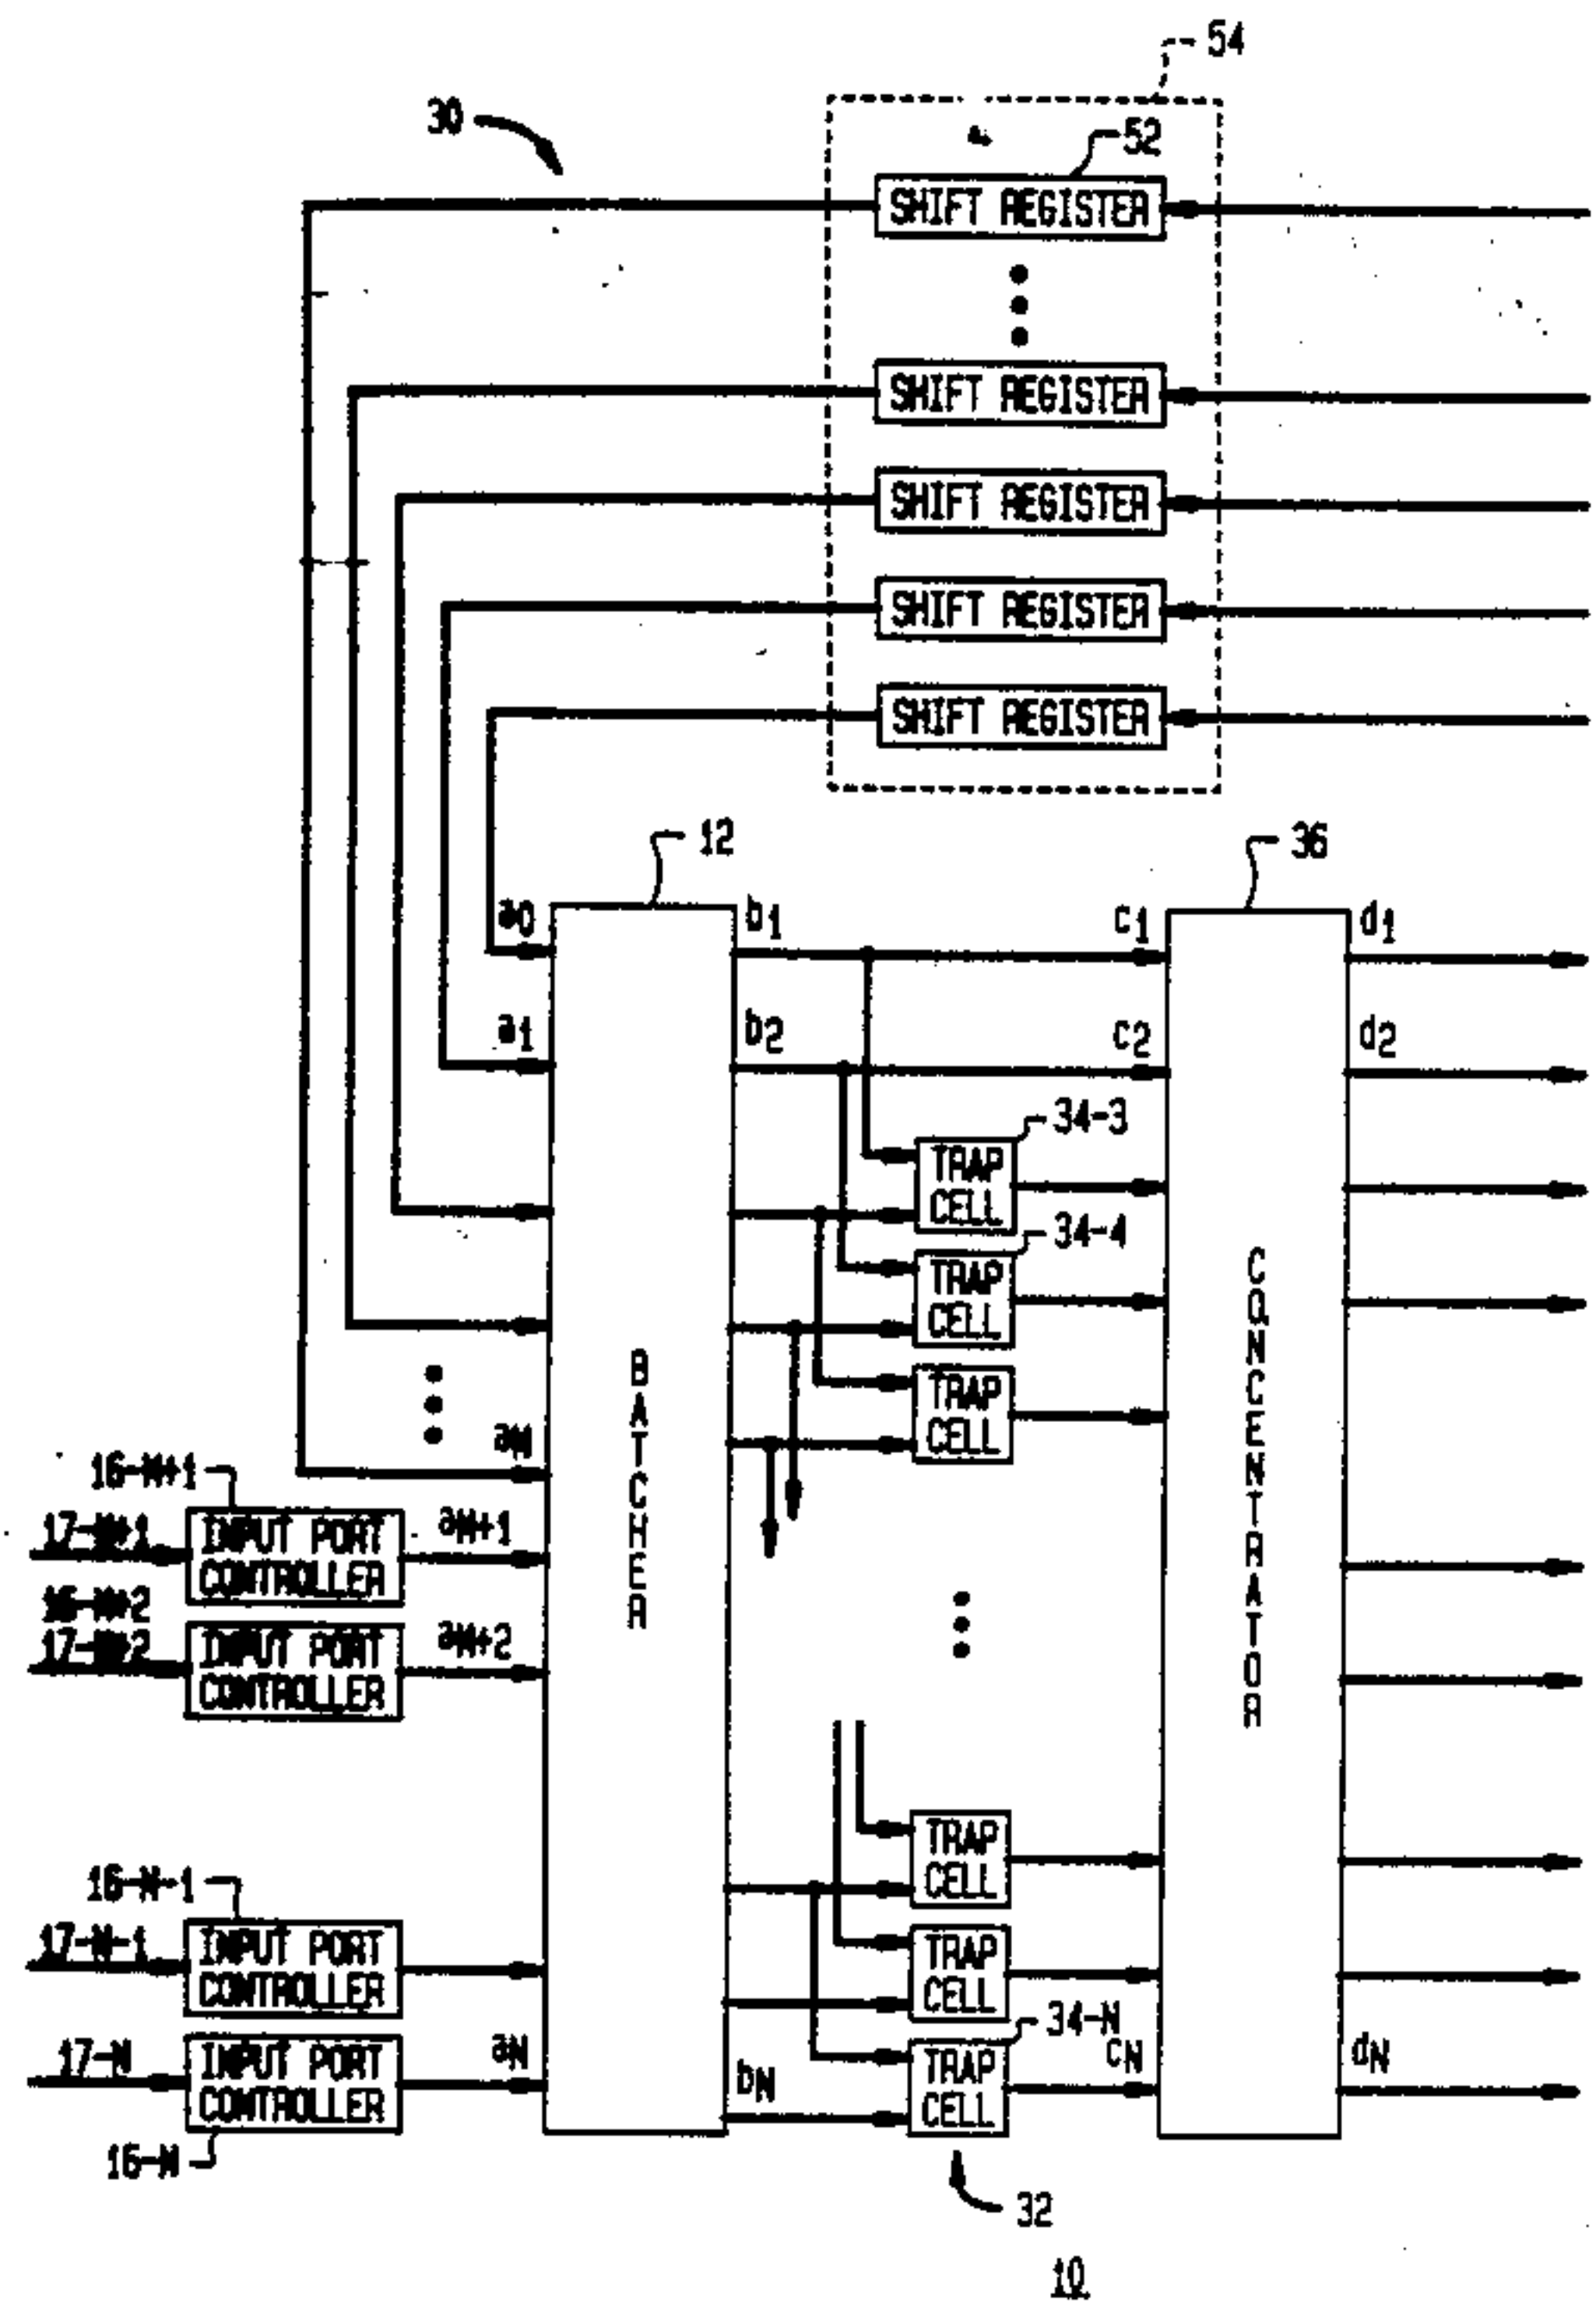 54
30
52
SHIFT REGISTER
SHIFT REGISTER
SHIFT REGISTER
SHIFT REGISTER
SHIFT REGISTER
12
36
a0
b1
c1
d1
a1
b2
c2
d2
34-3
TRAP
CELL
34-4
TRAP
CELL
TRAP
CELL
BATCHER
CONCENTRATOR
aM
16-M+1
17-M+1
INPUT PORT
CONTROLLER
aM+1
16-M+2
17-M+2
INPUT PORT
CONTROLLER
aM+2
TRAP
CELL
16-N-1
17-N-1
INPUT PORT
CONTROLLER
TRAP
CELL
34-N
17-N
INPUT PORT
CONTROLLER
aN
bN
TRAP
CELL
cN
dN
16-N
32
10